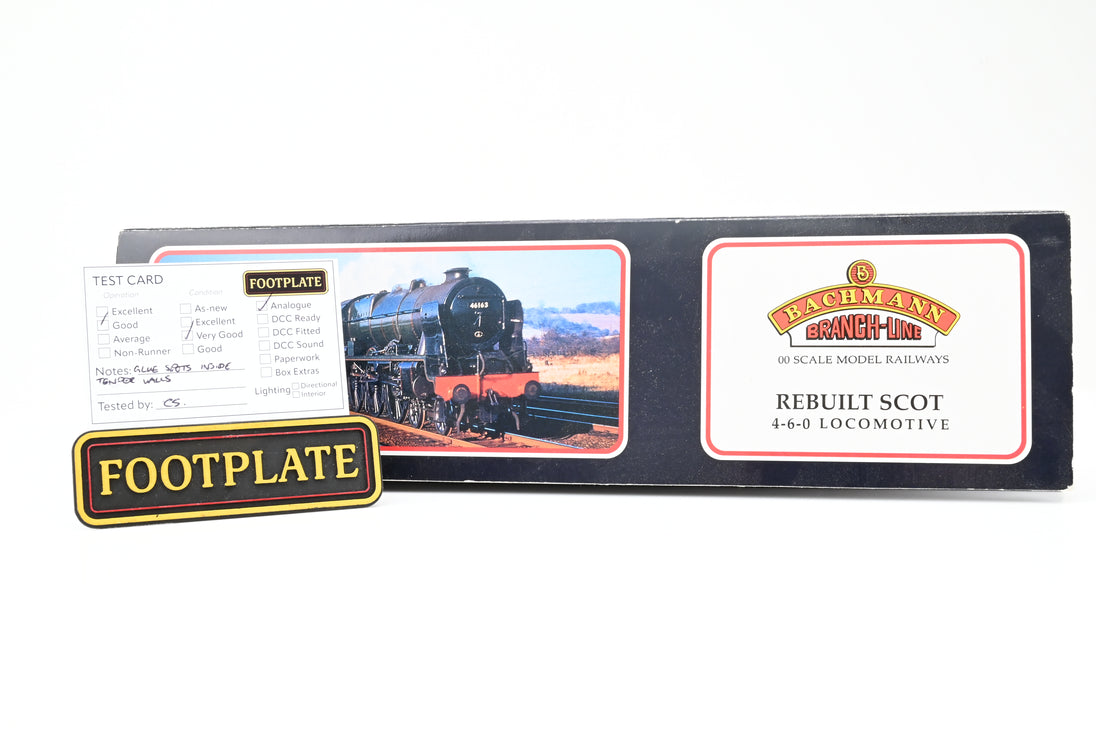 TEST CARD
FOOTPLATE
Operation
Excellent
Good
Average
Non-Runner
Condition
As-new
Excellent
Very Good
Good
Analogue
DCC Ready
DCC Fitted
DCC Sound
Paperwork
Box Extras
Lighting
Directional
Interior
Notes: GLUE SPOTS INSIDE
TENDER WALLS
Tested by: CS.
FOOTPLATE
46163
B
BACHMANN
BRANCH-LINE
00 SCALE MODEL RAILWAYS
REBUILT SCOT
4-6-0 LOCOMOTIVE